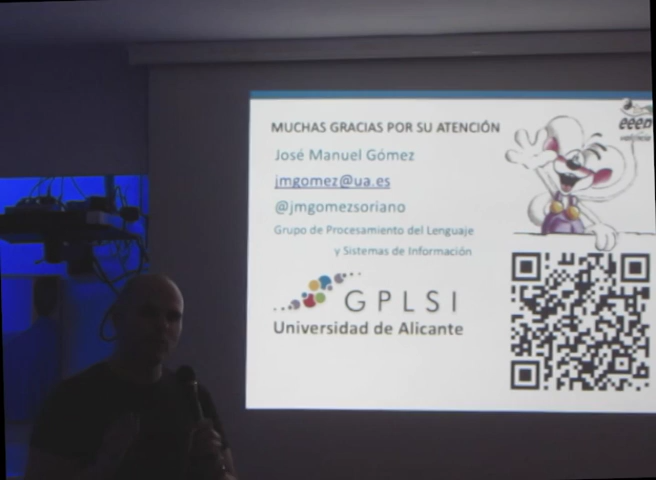 MUCHAS GRACIAS POR SU ATENCIÓN
José Manuel Gómez
jmgomez@ua.es
@jmgomezsoriano
Grupo de Procesamiento del Lenguaje
y Sistemas de Información
GPLSI
Universidad de Alicante